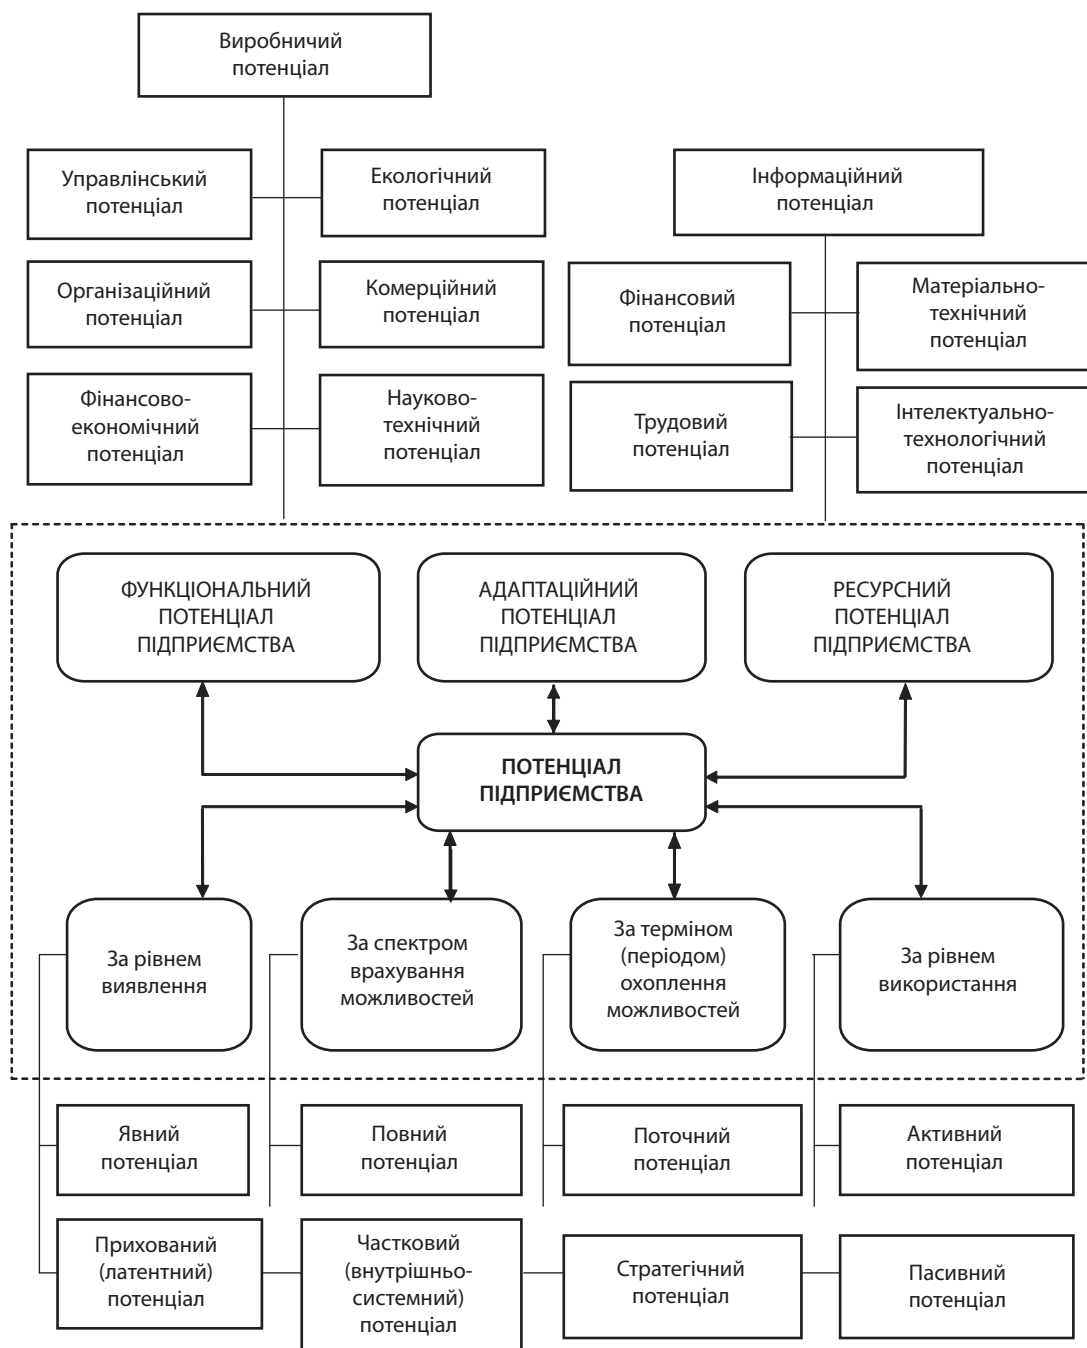 Виробничий
потенціал
Управлінський
потенціал
Екологічний
потенціал
Інформаційний
потенціал
Організаційний
потенціал
Комерційний
потенціал
Фінансовий
потенціал
Матеріально-
технічний
потенціал
Фінансово-
економічний
потенціал
Науково-
технічний
потенціал
Трудовий
потенціал
Інтелектуально-
технологічний
потенціал
ФУНКЦІОНАЛЬНИЙ
ПОТЕНЦІАЛ
ПІДПРИЄМСТВА
АДАПТАЦІЙНИЙ
ПОТЕНЦІАЛ
ПІДПРИЄМСТВА
РЕСУРСНИЙ
ПОТЕНЦІАЛ
ПІДПРИЄМСТВА
ПОТЕНЦІАЛ
ПІДПРИЄМСТВА
За рівнем
виявлення
За спектром
врахування
можливостей
За терміном
(періодом)
охоплення
можливостей
За рівнем
використання
Явний
потенціал
Повний
потенціал
Поточний
потенціал
Активний
потенціал
Прихований
(латентний)
потенціал
Частковий
(внутрішньо-
системний)
потенціал
Стратегічний
потенціал
Пасивний
потенціал